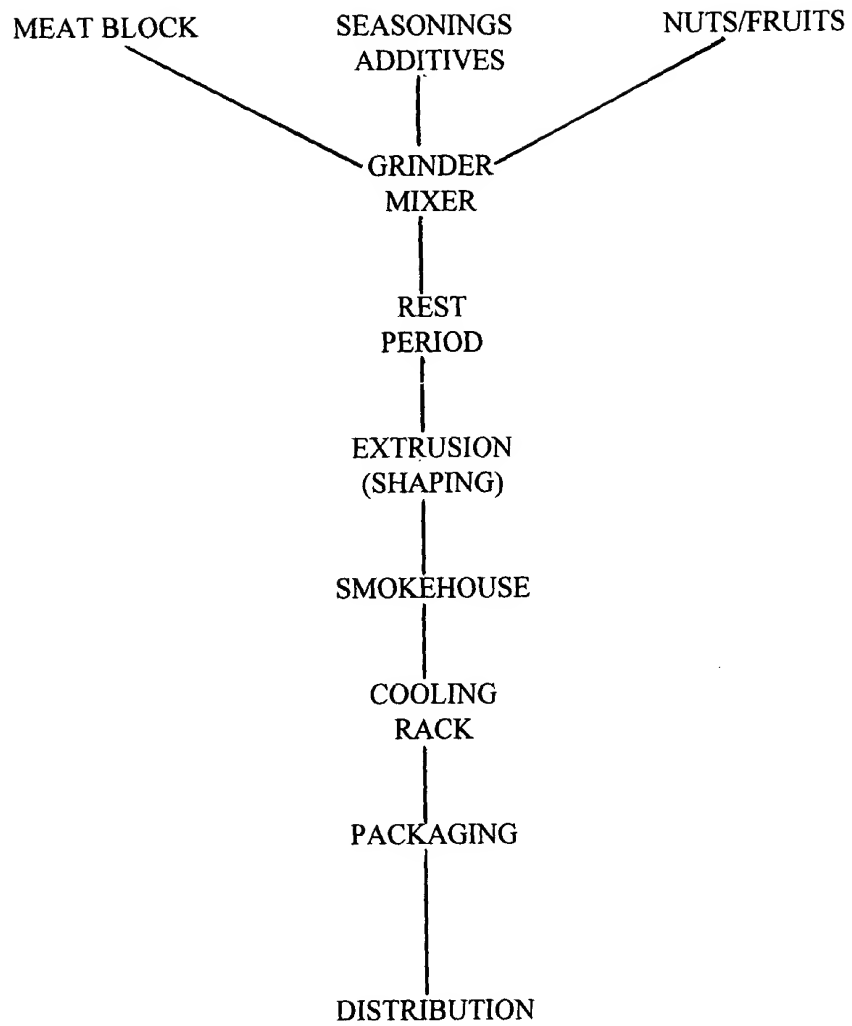 MEAT BLOCK
SEASONINGS
ADDITIVES
NUTS/FRUITS
GRINDER
MIXER
REST
PERIOD
EXTRUSION
(SHAPING)
SMOKEHOUSE
COOLING
RACK
PACKAGING
DISTRIBUTION